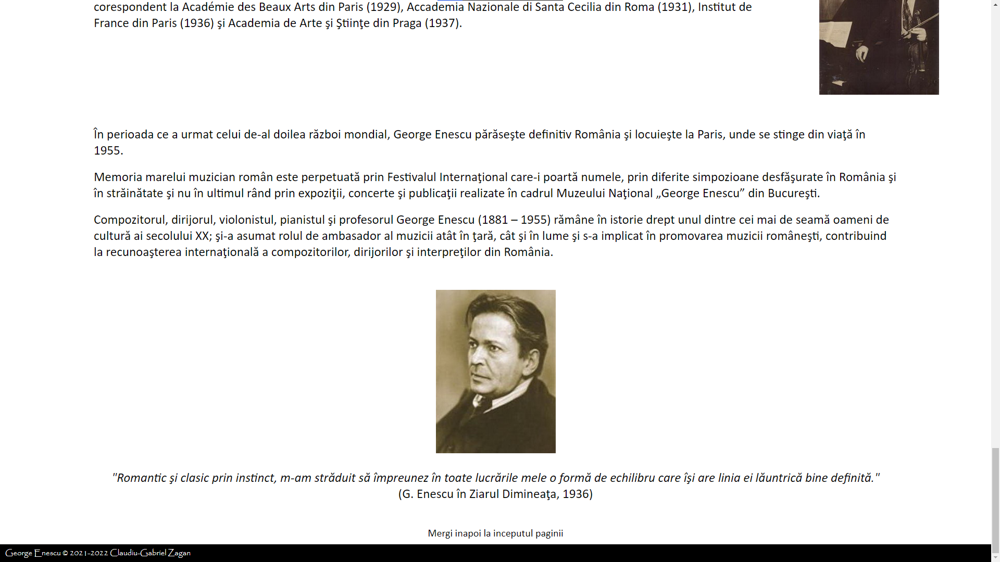 corespondent la Académie des Beaux Arts din Paris (1929), Accademia Nazionale di Santa Cecilia din Roma (1931), Institut de
France din Paris (1936) şi Academia de Arte şi Ştiinţe din Praga (1937).
În perioada ce a urmat celui de-al doilea război mondial, George Enescu părăseşte definitiv România şi locuieşte la Paris, unde se stinge din viaţă în
1955.
Memoria marelui muzician român este perpetuată prin Festivalul Internaţional care-i poartă numele, prin diferite simpozioane desfăşurate în România şi
în străinătate şi nu în ultimul rând prin expoziţii, concerte şi publicaţii realizate în cadrul Muzeului Naţional „George Enescu” din Bucureşti.
Compozitorul, dirijorul, violonistul, pianistul şi profesorul George Enescu (1881 – 1955) rămâne în istorie drept unul dintre cei mai de seamă oameni de
cultură ai secolului XX; şi-a asumat rolul de ambasador al muzicii atât în ţară, cât şi în lume şi s-a implicat în promovarea muzicii româneşti, contribuind
la recunoaşterea internaţională a compozitorilor, dirijorilor şi interpreţilor din România.
"Romantic şi clasic prin instinct, m-am străduit să împreunez în toate lucrările mele o formă de echilibru care îşi are linia ei lăuntrică bine definită."
(G. Enescu în Ziarul Dimineaţa, 1936)
Mergi inapoi la inceputul paginii
George Enescu © 2021-2022 Claudiu-Gabriel Zagan